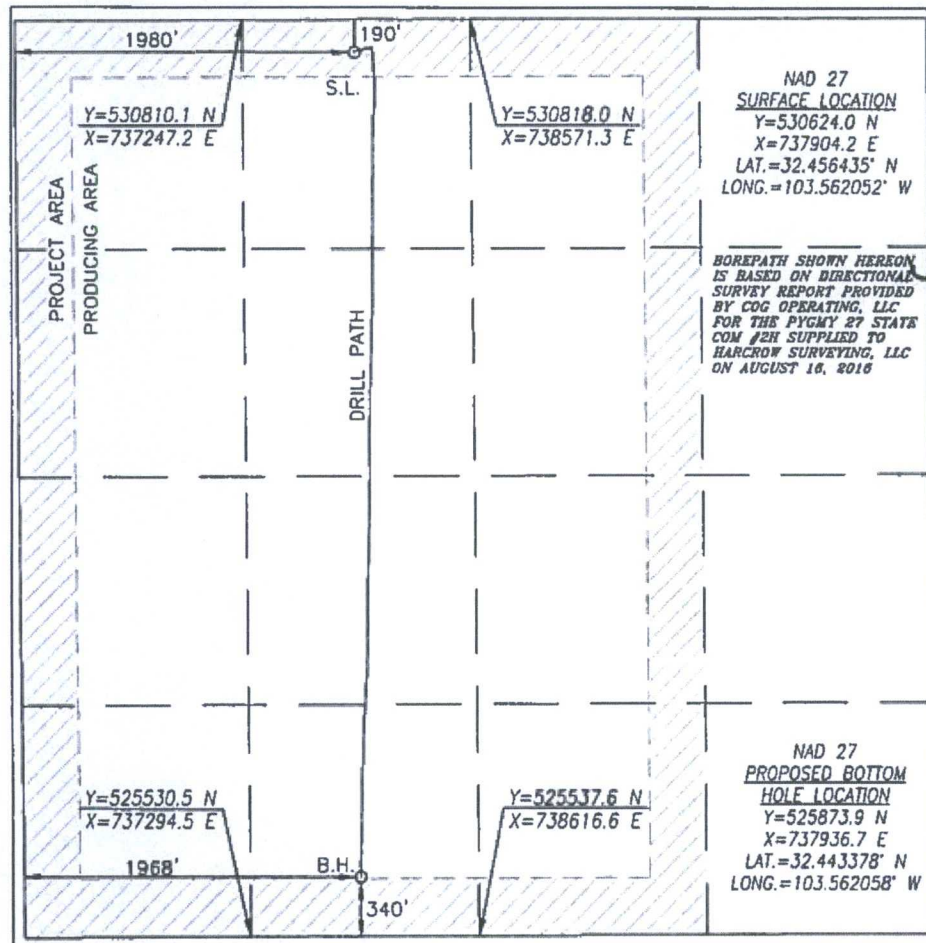 1980'
190'
S.L.
Y=530810.1 N
X=737247.2 E
Y=530818.0 N
X=738571.3 E
NAD 27
SURFACE LOCATION
Y=530624.0 N
X=737904.2 E
LAT.=32.456435° N
LONG.=103.562052° W
PROJECT AREA
PRODUCING AREA
DRILL PATH
BOREPATH SHOWN HEREON
IS BASED ON DIRECTIONAL
SURVEY REPORT PROVIDED
BY COG OPERATING, LLC
FOR THE PYGMY 27 STATE
COM #2H SUPPLIED TO
HARCROW SURVEYING, LLC
ON AUGUST 16, 2016
Y=525530.5 N
X=737294.5 E
Y=525537.6 N
X=738616.6 E
1968'
B.H.
340'
NAD 27
PROPOSED BOTTOM
HOLE LOCATION
Y=525873.9 N
X=737936.7 E
LAT.=32.443378° N
LONG.=103.562058° W